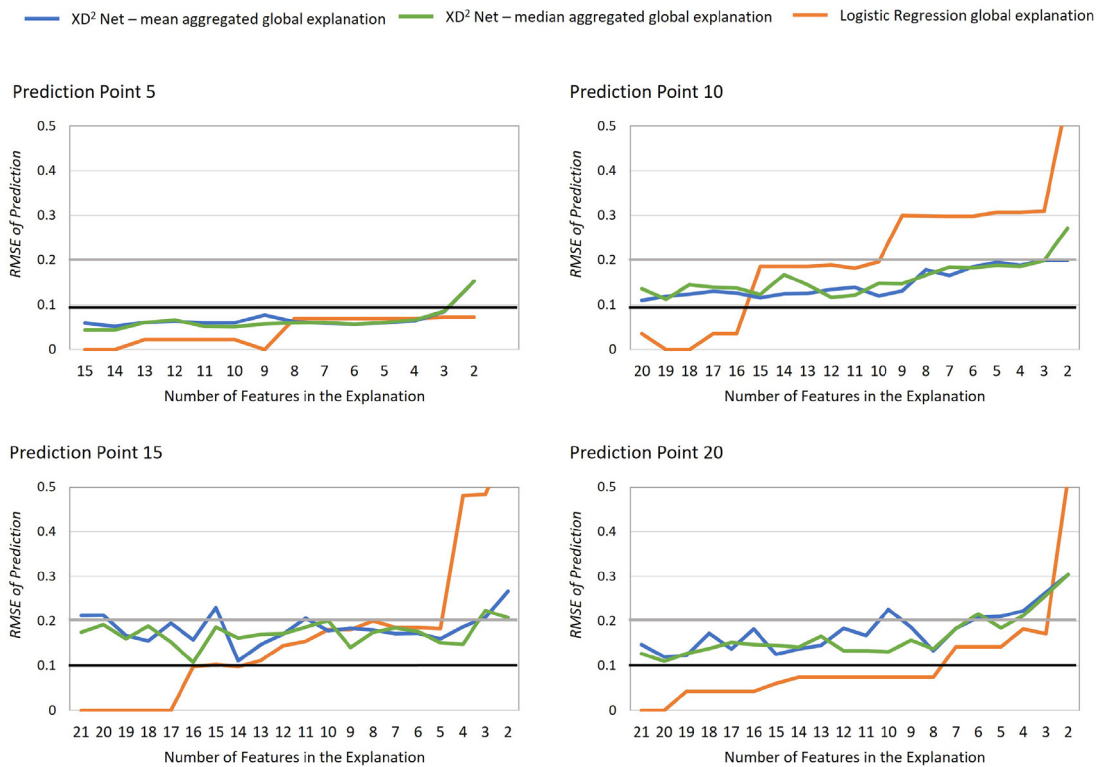 XD² Net – mean aggregated global explanation XD² Net – median aggregated global explanation Logistic Regression global explanation
Prediction Point 5
0.5
0.4
0.3
0.2
0.1
0
RMSE of Prediction
15 14 13 12 11 10 9 8 7 6 5 4 3 2
Number of Features in the Explanation
Prediction Point 10
0.5
0.4
0.3
0.2
0.1
0
RMSE of Prediction
20 19 18 17 16 15 14 13 12 11 10 9 8 7 6 5 4 3 2
Number of Features in the Explanation
Prediction Point 15
0.5
0.4
0.3
0.2
0.1
0
RMSE of Prediction
21 20 19 18 17 16 15 14 13 12 11 10 9 8 7 6 5 4 3 2
Number of Features in the Explanation
Prediction Point 20
0.5
0.4
0.3
0.2
0.1
0
RMSE of Prediction
21 20 19 18 17 16 15 14 13 12 11 10 9 8 7 6 5 4 3 2
Number of Features in the Explanation